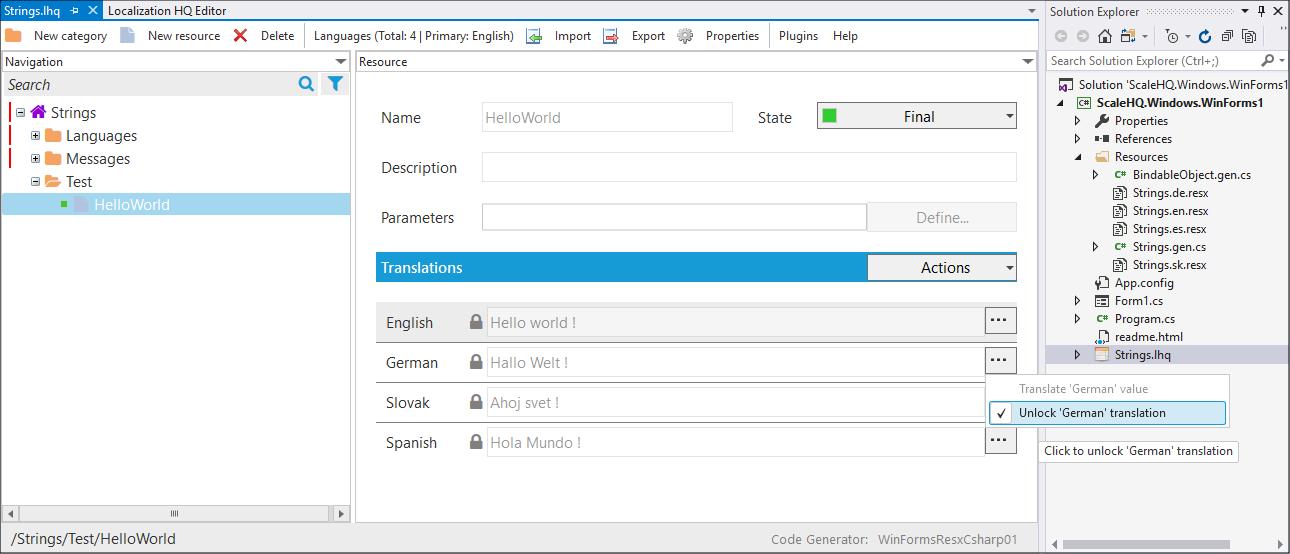 Strings.lhq
Localization HQ Editor
New category
New resource
Delete
Languages (Total: 4 | Primary: English)
Import
Export
Properties
Plugins
Help
Navigation
Search
Strings
Languages
Messages
Test
HelloWorld
Resource
Name
HelloWorld
State
Final
Description
Parameters
Define...
Translations
Actions
English
Hello world !
German
Hallo Welt !
Slovak
Ahoj svet !
Spanish
Hola Mundo !
Translate 'German' value
Unlock 'German' translation
Click to unlock 'German' translation
/Strings/Test/HelloWorld
Code Generator: WinFormsResxCsharp01
Solution Explorer
Search Solution Explorer (Ctrl+;)
Solution 'ScaleHQ.Windows.WinForms1
C# ScaleHQ.Windows.WinForms1
Properties
References
Resources
C# BindableObject.gen.cs
Strings.de.resx
Strings.en.resx
Strings.es.resx
C# Strings.gen.cs
Strings.sk.resx
App.config
Form1.cs
C# Program.cs
readme.html
Strings.lhq